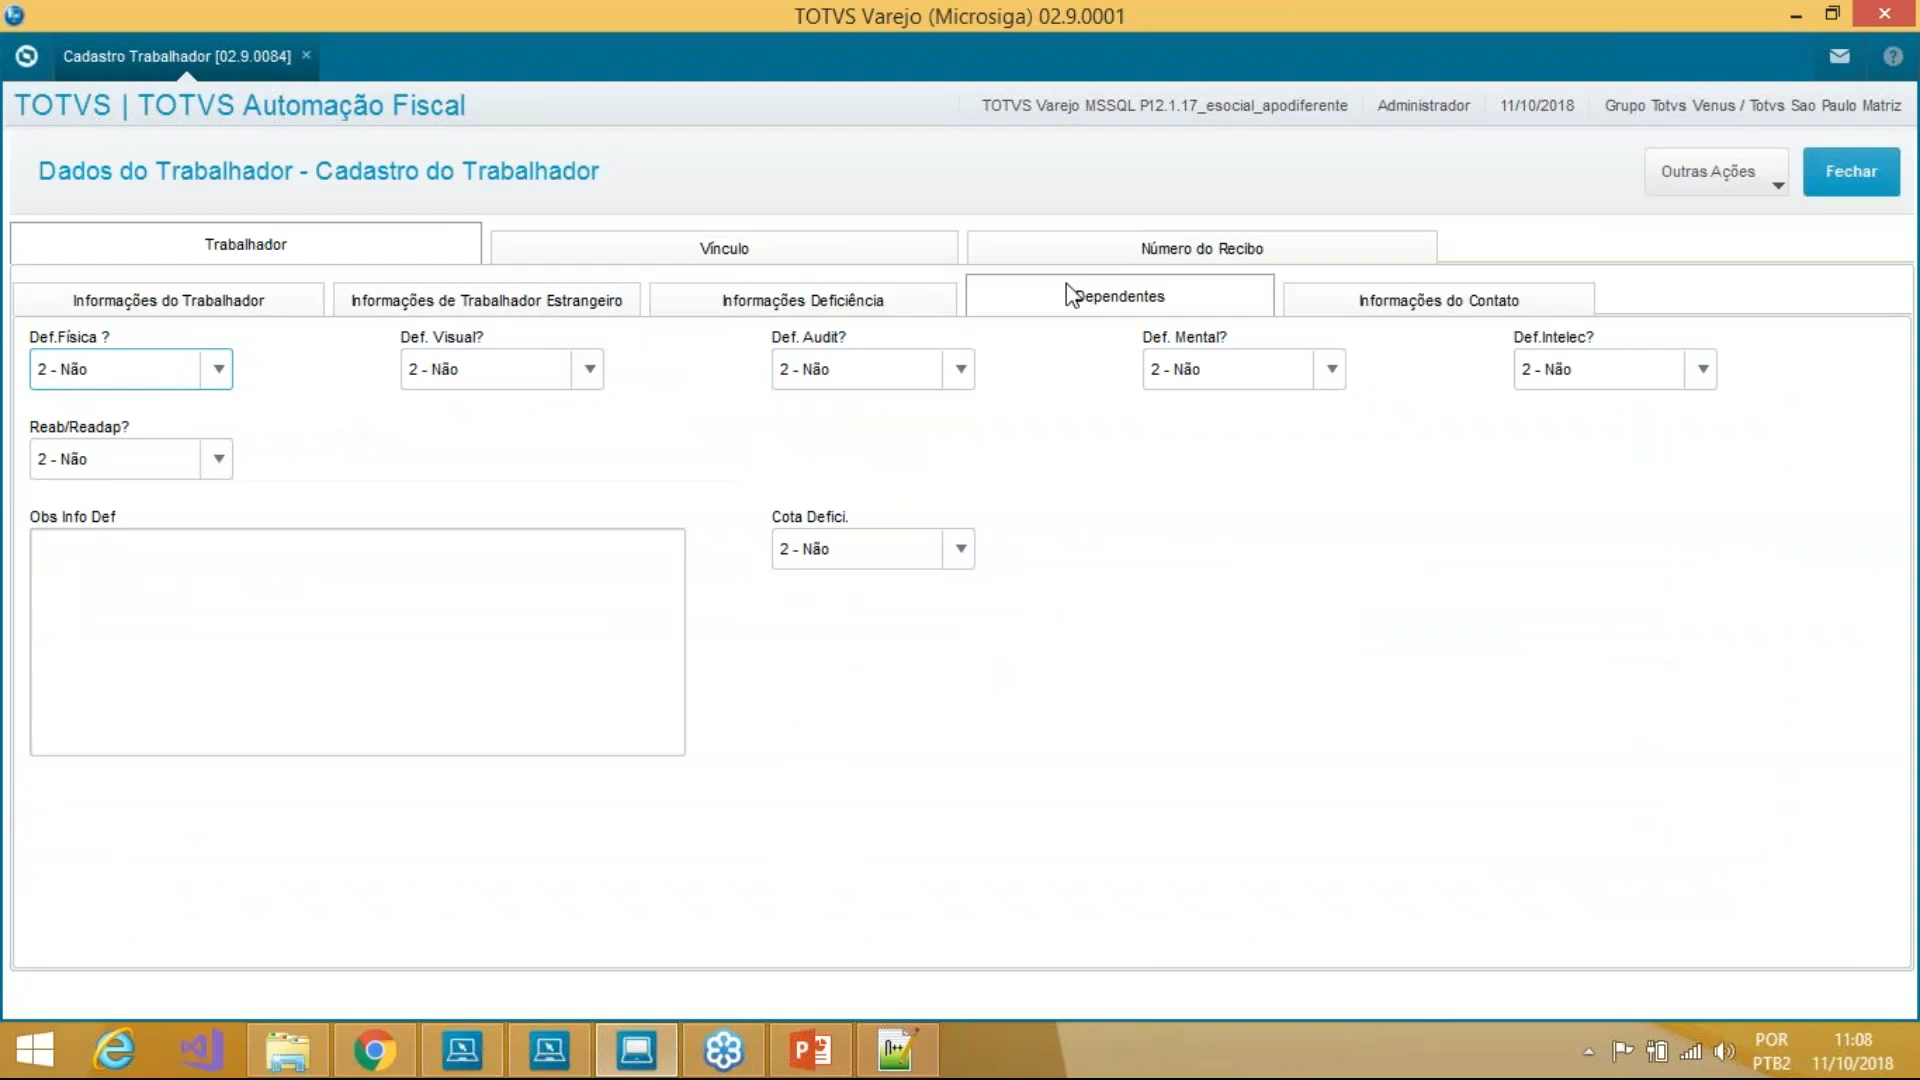 TOTVS Varejo (Microsiga) 02.9.0001
Cadastro Trabalhador [02.9.0084]
TOTVS | TOTVS Automação Fiscal
TOTVS Varejo MSSQL P12.1.17_esocial_apodiferente
Administrador
11/10/2018
Grupo Totvs Venus / Totvs Sao Paulo Matriz
Dados do Trabalhador - Cadastro do Trabalhador
Outras Ações
Fechar
Trabalhador
Vínculo
Número do Recibo
Informações do Trabalhador
Informações de Trabalhador Estrangeiro
Informações Deficiência
Dependentes
Informações do Contato
Def.Física ?
Def. Visual?
Def. Audit?
Def. Mental?
Def.Intelec?
2 - Não
2 - Não
2 - Não
2 - Não
2 - Não
Reab/Readap?
2 - Não
Obs Info Def
Cota Defici.
2 - Não
POR
11:08
PTB2
11/10/2018